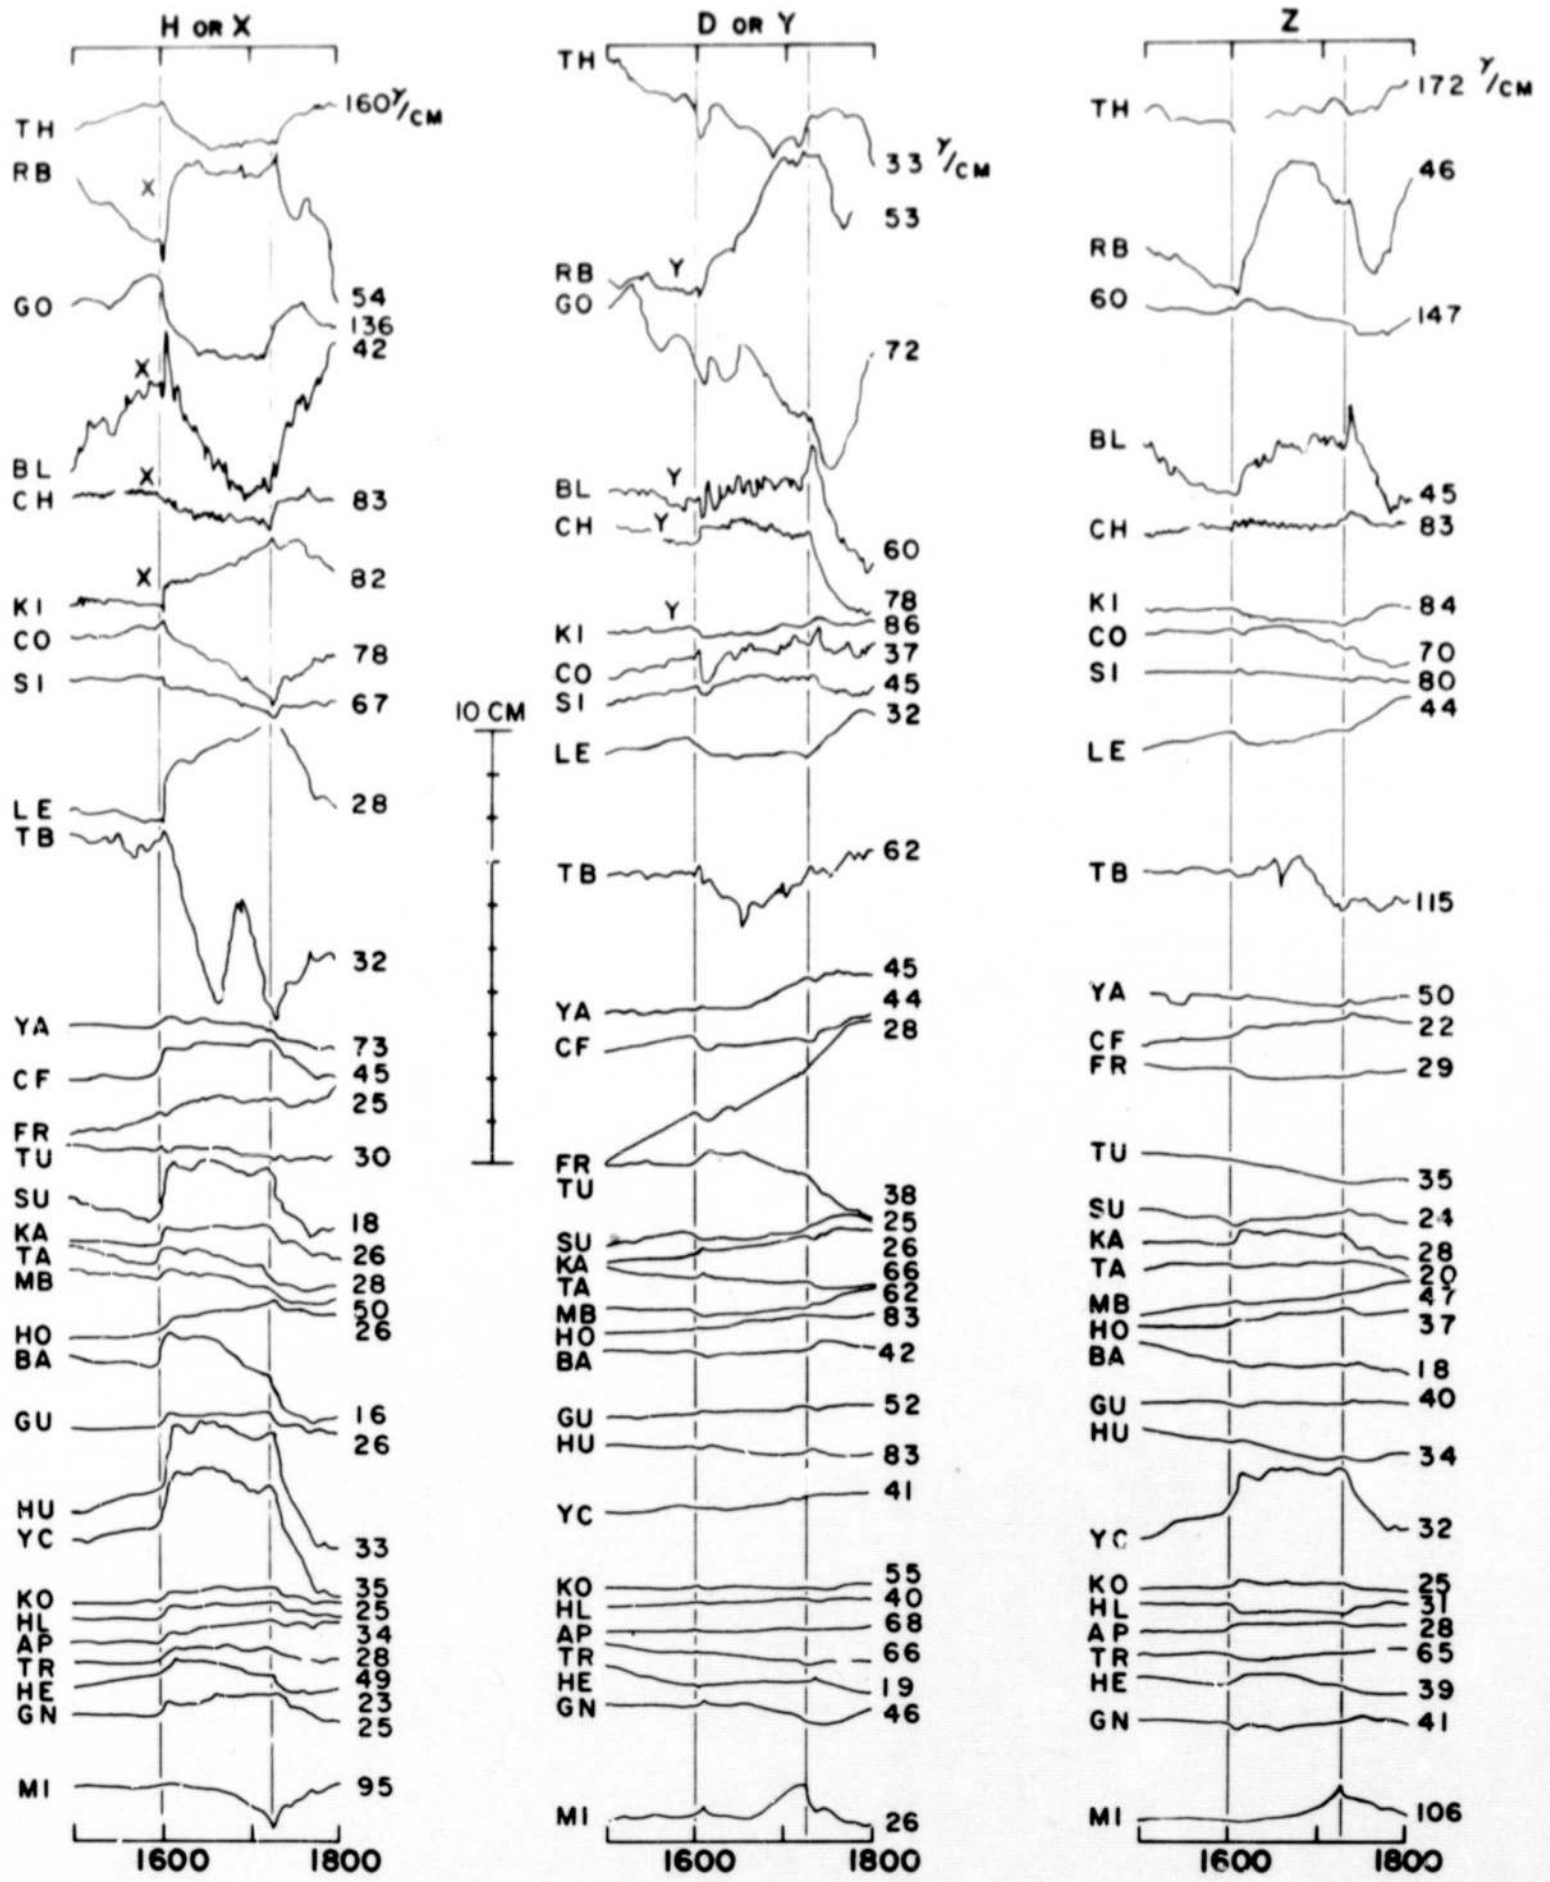 H OR X
TH
160 γ/CM
RB
X
GO
54
136
42
X
BL
X
CH
83
X
82
KI
CO
78
SI
67
10 CM
LE
28
TB
32
YA
73
CF
45
25
FR
TU
30
SU
18
KA
26
TA
28
MB
50
HO
26
BA
16
GU
26
HU
YC
33
KO
35
HL
25
AP
34
TR
28
HE
49
23
GN
25
MI
95
1600 1800
D OR Y
TH
33 γ/CM
53
RB
Y
GO
72
BL
Y
CH
Y
60
78
Y
KI
86
CO
37
SI
45
32
LE
TB
62
45
YA
44
CF
28
FR
TU
38
25
SU
26
KA
66
TA
62
MB
83
HO
BA
42
GU
52
HU
83
YC
41
KO
55
HL
40
AP
68
TR
66
HE
19
GN
46
MI
26
1600 1800
Z
TH
172 γ/CM
46
RB
60
147
BL
45
CH
83
KI
84
CO
70
SI
80
44
LE
TB
115
YA
50
CF
22
FR
29
TU
35
SU
24
KA
28
TA
20
MB
47
HO
37
BA
18
GU
40
HU
34
YC
32
KO
25
HL
31
AP
28
TR
65
HE
39
GN
41
MI
106
1600 1800